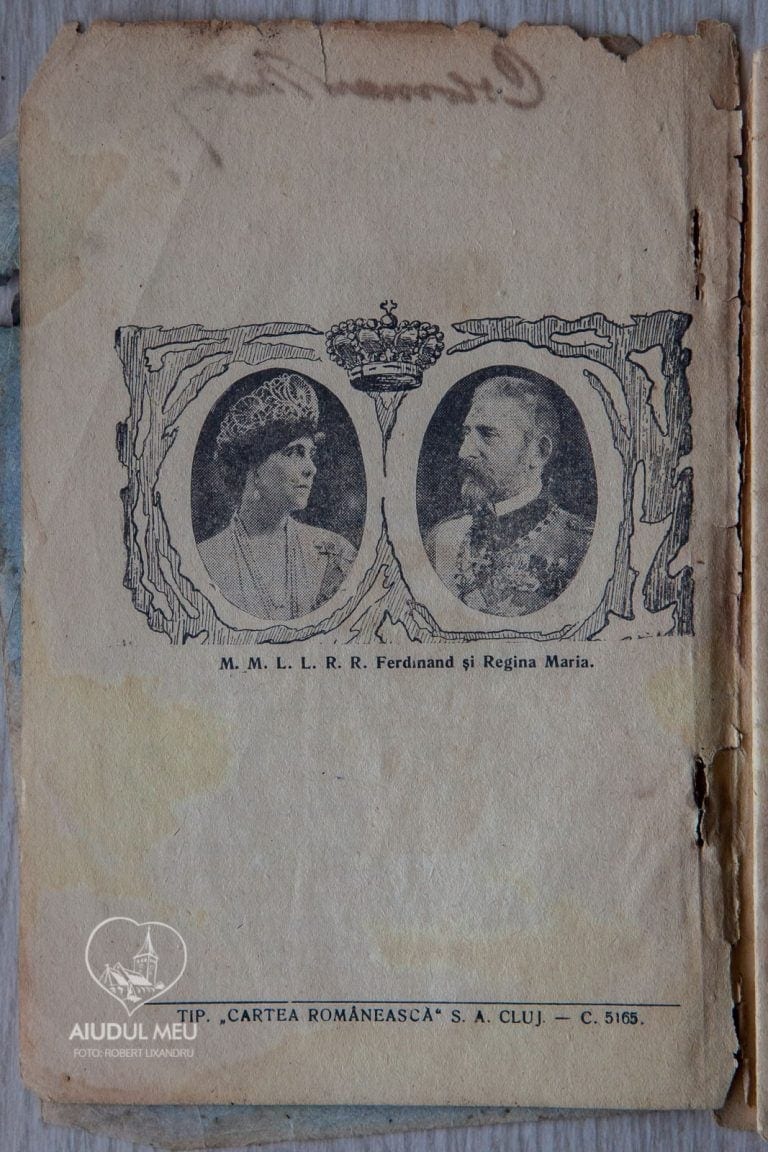 M. M. L. L. R. R. Ferdinand și Regina Maria.
TIP. „CARTEA ROMÂNEASCĂ“ S. A. CLUJ. — C. 5165.
AIUDUL MEU
FOTO: ROBERT LIXANDRU